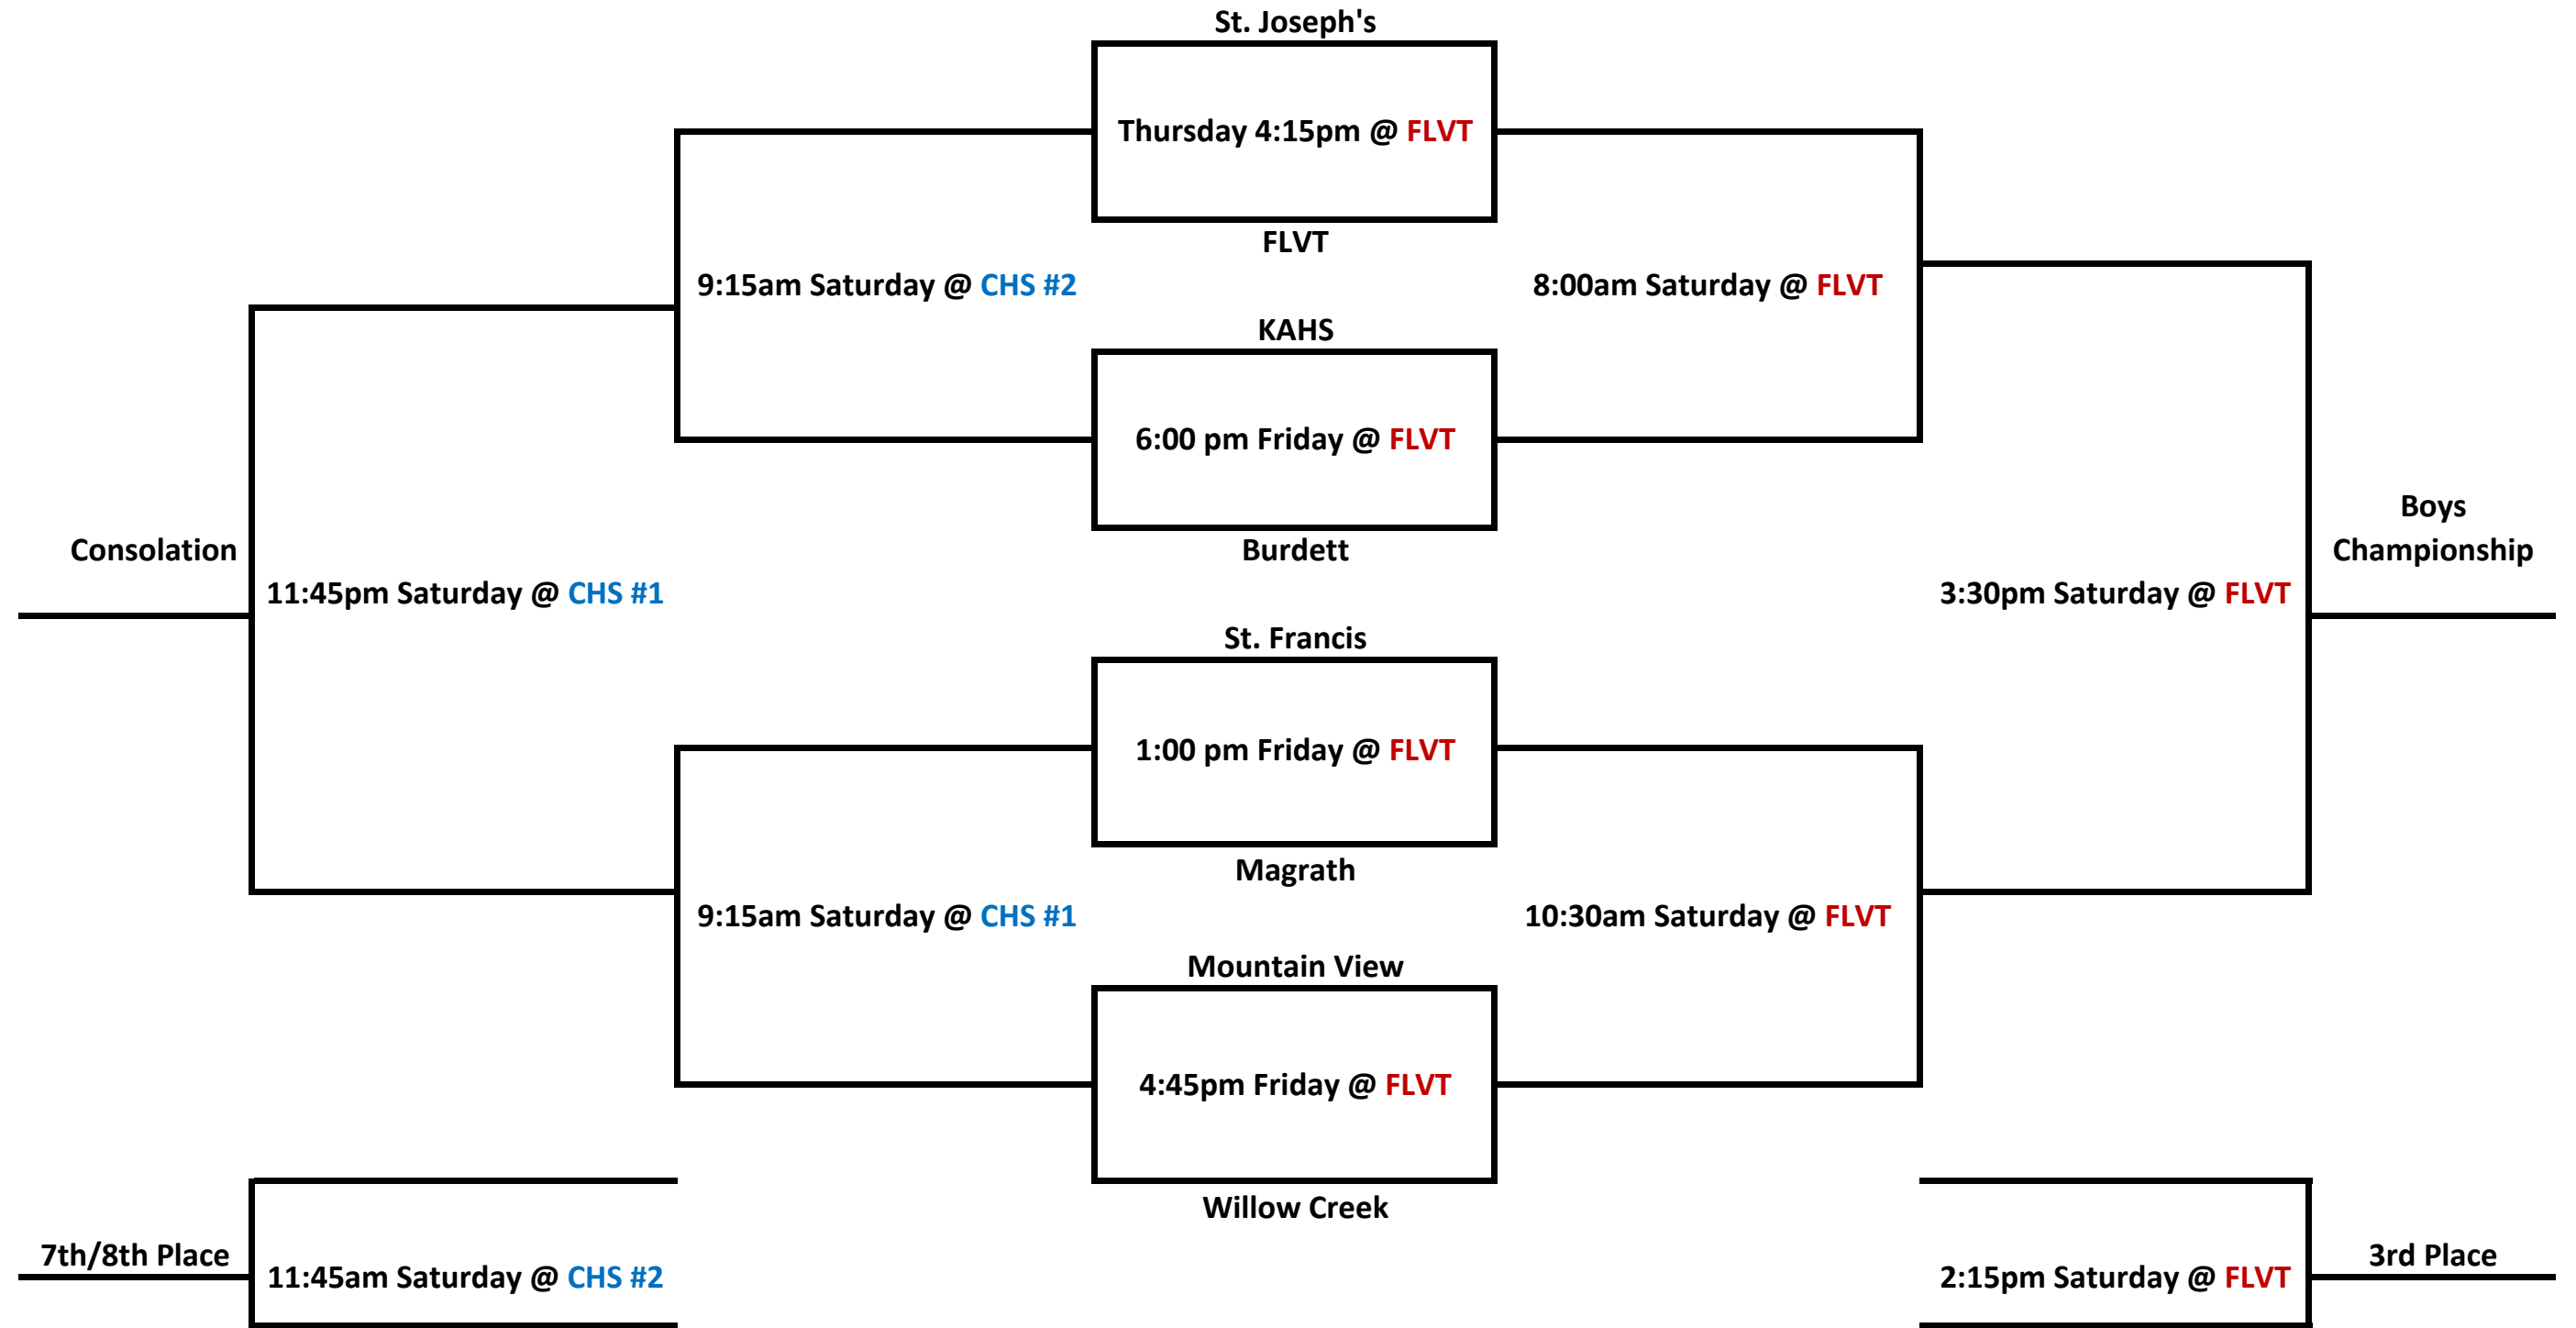 St. Joseph's
Thursday 4:15pm @ FLVT
FLVT
9:15am Saturday @ CHS #2
8:00am Saturday @ FLVT
KAHS
6:00 pm Friday @ FLVT
Burdett
Consolation
Boys
Championship
11:45pm Saturday @ CHS #1
3:30pm Saturday @ FLVT
St. Francis
1:00 pm Friday @ FLVT
Magrath
9:15am Saturday @ CHS #1
10:30am Saturday @ FLVT
Mountain View
4:45pm Friday @ FLVT
Willow Creek
7th/8th Place
11:45am Saturday @ CHS #2
2:15pm Saturday @ FLVT
3rd Place